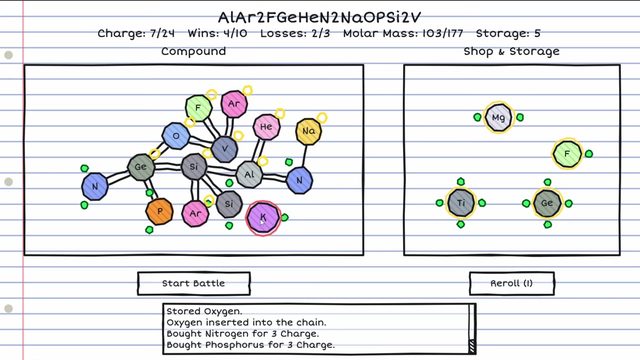 AlAr2FGeHeN2NaOPSi2V
Charge: 7/24 Wins: 4/10 Losses: 2/3 Molar Mass: 103/177 Storage: 5
Compound
Shop & Storage
F
Ar
He
Na
O
V
Ge
Si
Al
N
N
P
Ar
Si
K
Mg
F
Ti
Ge
Start Battle
Reroll (1)
Stored Oxygen.
Oxygen inserted into the chain.
Bought Nitrogen for 3 Charge.
Bought Phosphorus for 3 Charge.